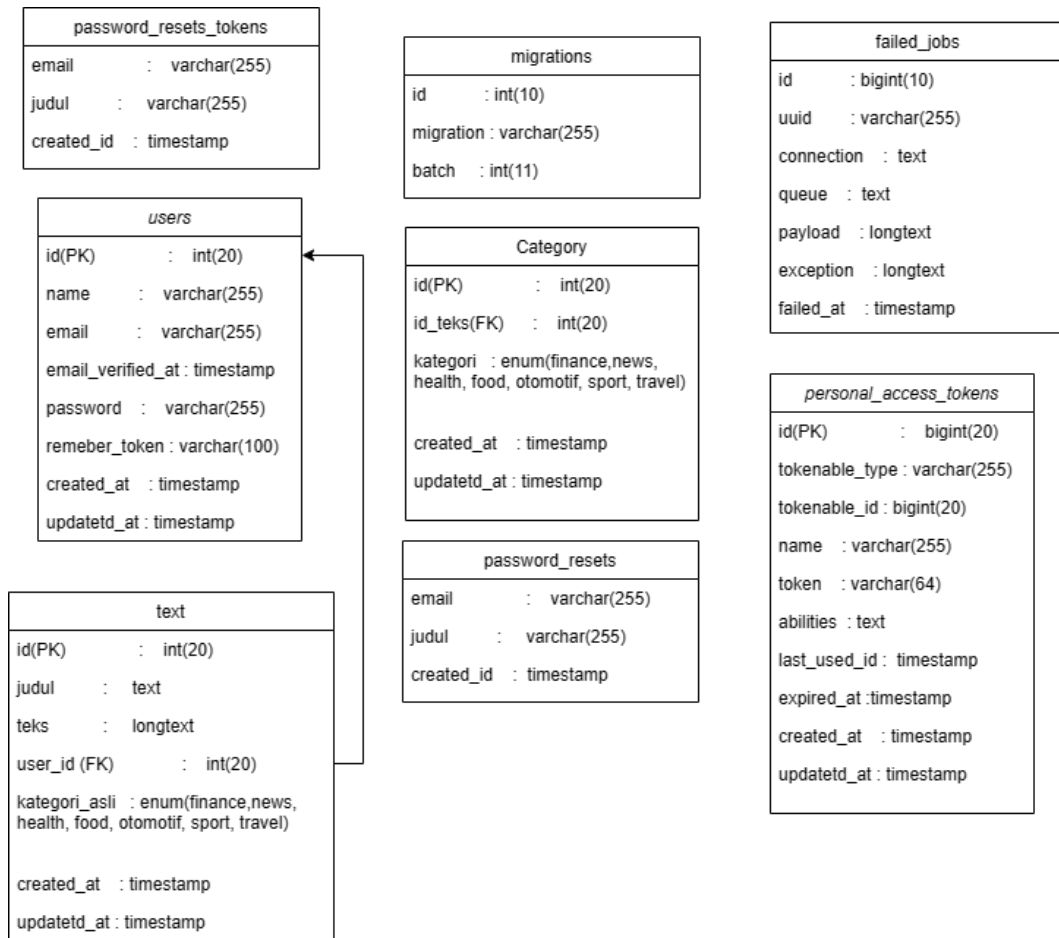 password_resets_tokens
email : varchar(255)
judul : varchar(255)
created_id : timestamp
users
id(PK) : int(20)
name : varchar(255)
email : varchar(255)
email_verified_at : timestamp
password : varchar(255)
remeber_token : varchar(100)
created_at : timestamp
updatetd_at : timestamp
text
id(PK) : int(20)
judul : text
teks : longtext
user_id (FK) : int(20)
kategori_asli : enum(finance,news,
health, food, otomotif, sport, travel)
created_at : timestamp
updatetd_at : timestamp
migrations
id : int(10)
migration : varchar(255)
batch : int(11)
Category
id(PK) : int(20)
id_teks(FK) : int(20)
kategori : enum(finance,news,
health, food, otomotif, sport, travel)
created_at : timestamp
updatetd_at : timestamp
password_resets
email : varchar(255)
judul : varchar(255)
created_id : timestamp
failed_jobs
id : bigint(10)
uuid : varchar(255)
connection : text
queue : text
payload : longtext
exception : longtext
failed_at : timestamp
personal_access_tokens
id(PK) : bigint(20)
tokenable_type : varchar(255)
tokenable_id : bigint(20)
name : varchar(255)
token : varchar(64)
abilities : text
last_used_id : timestamp
expired_at :timestamp
created_at : timestamp
updatetd_at : timestamp